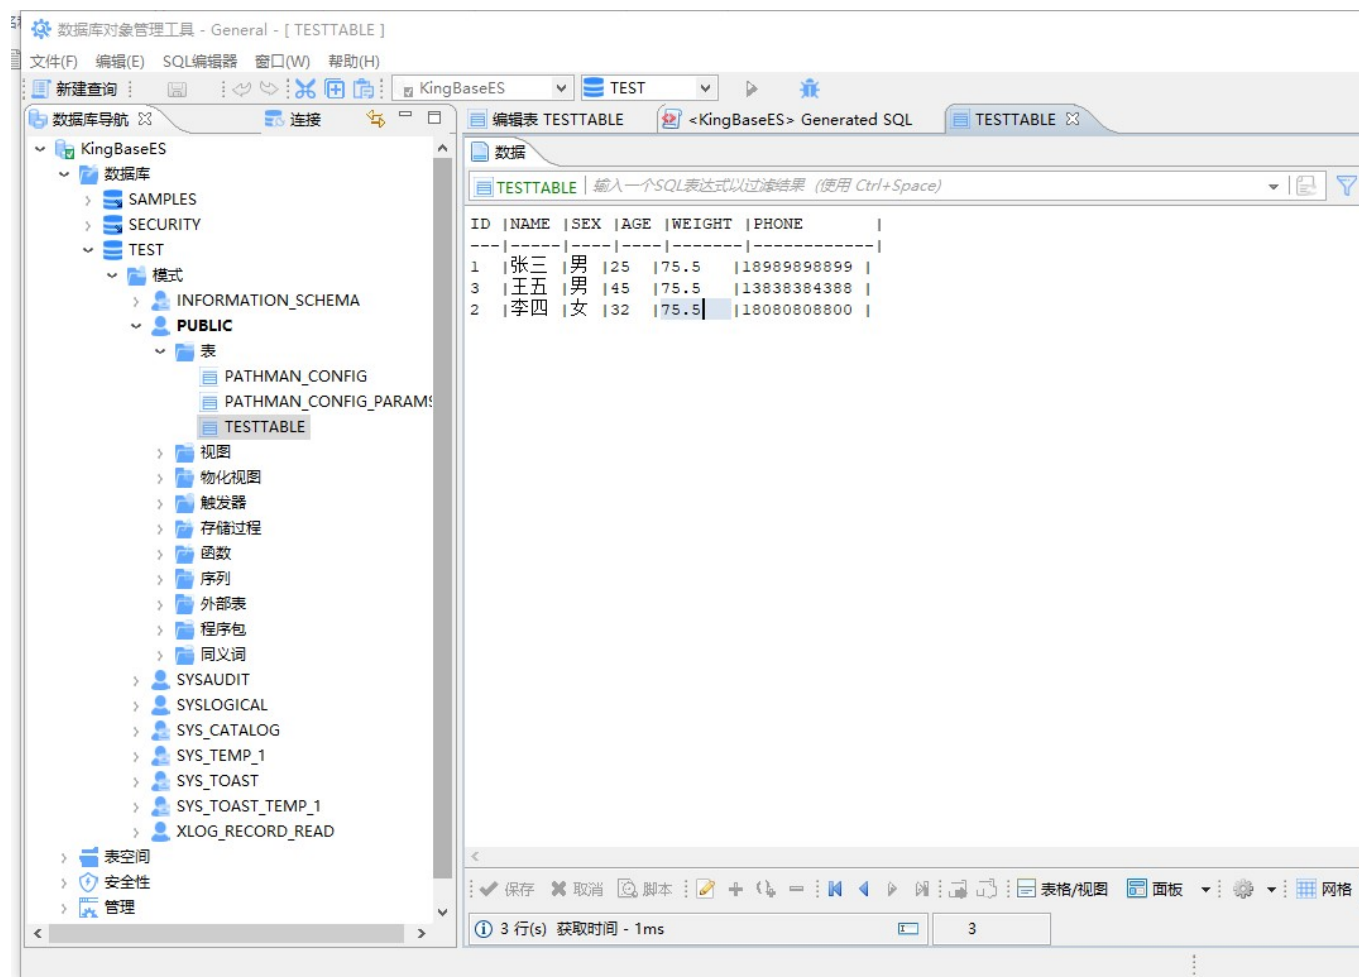 数据库对象管理工具 - General - [ TESTTABLE ]
文件(F) 编辑(E) SQL编辑器 窗口(W) 帮助(H)
新建查询 KingBaseES TEST
数据库导航 连接
编辑表 TESTTABLE <KingBaseES> Generated SQL TESTTABLE
KingBaseES
数据库
SAMPLES
SECURITY
TEST
模式
INFORMATION_SCHEMA
PUBLIC
表
PATHMAN_CONFIG
PATHMAN_CONFIG_PARAMS
TESTTABLE
视图
物化视图
触发器
存储过程
函数
序列
外部表
程序包
同义词
SYSAUDIT
SYSLOGICAL
SYS_CATALOG
SYS_TEMP_1
SYS_TOAST
SYS_TOAST_TEMP_1
XLOG_RECORD_READ
表空间
安全性
管理
数据
TESTTABLE 输入一个SQL表达式以过滤结果 (使用 Ctrl+Space)
ID |NAME |SEX |AGE |WEIGHT |PHONE |
---|-----|----|----|-------|------------|
1 |张三 |男 |25 |75.5 |18989898899 |
3 |王五 |男 |45 |75.5 |13838384388 |
2 |李四 |女 |32 |75.5 |18080808800 |
保存 取消 脚本 表格/视图 面板 网格
3 行(s) 获取时间 - 1ms 3